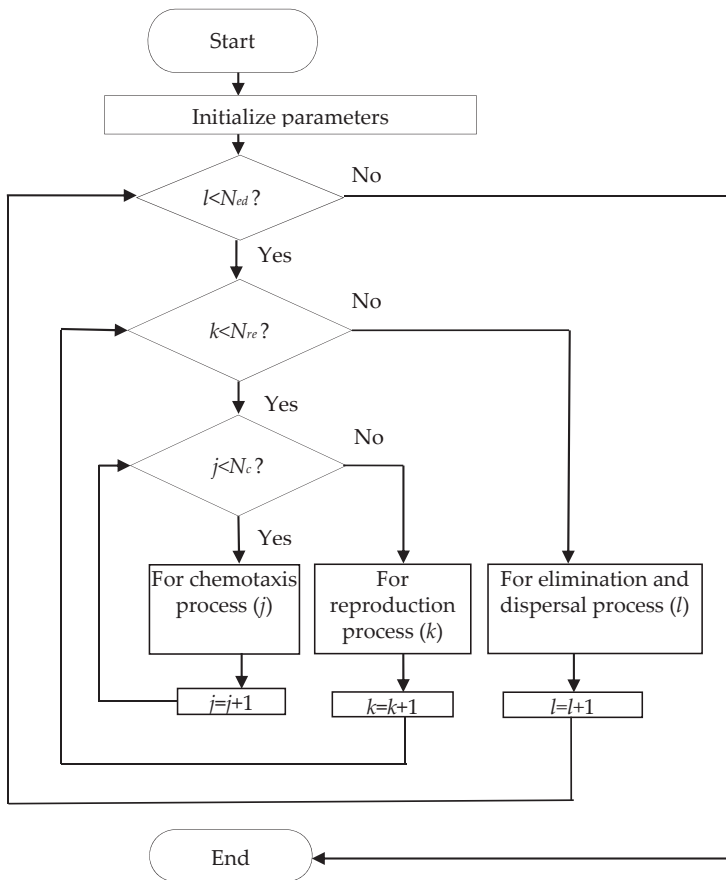 Start
Initialize parameters
l<Ned?
No
Yes
k<Nre?
No
Yes
j<Nc?
No
Yes
For chemotaxis
process (j)
For
reproduction
process (k)
For elimination and
dispersal process (l)
j=j+1
k=k+1
l=l+1
End